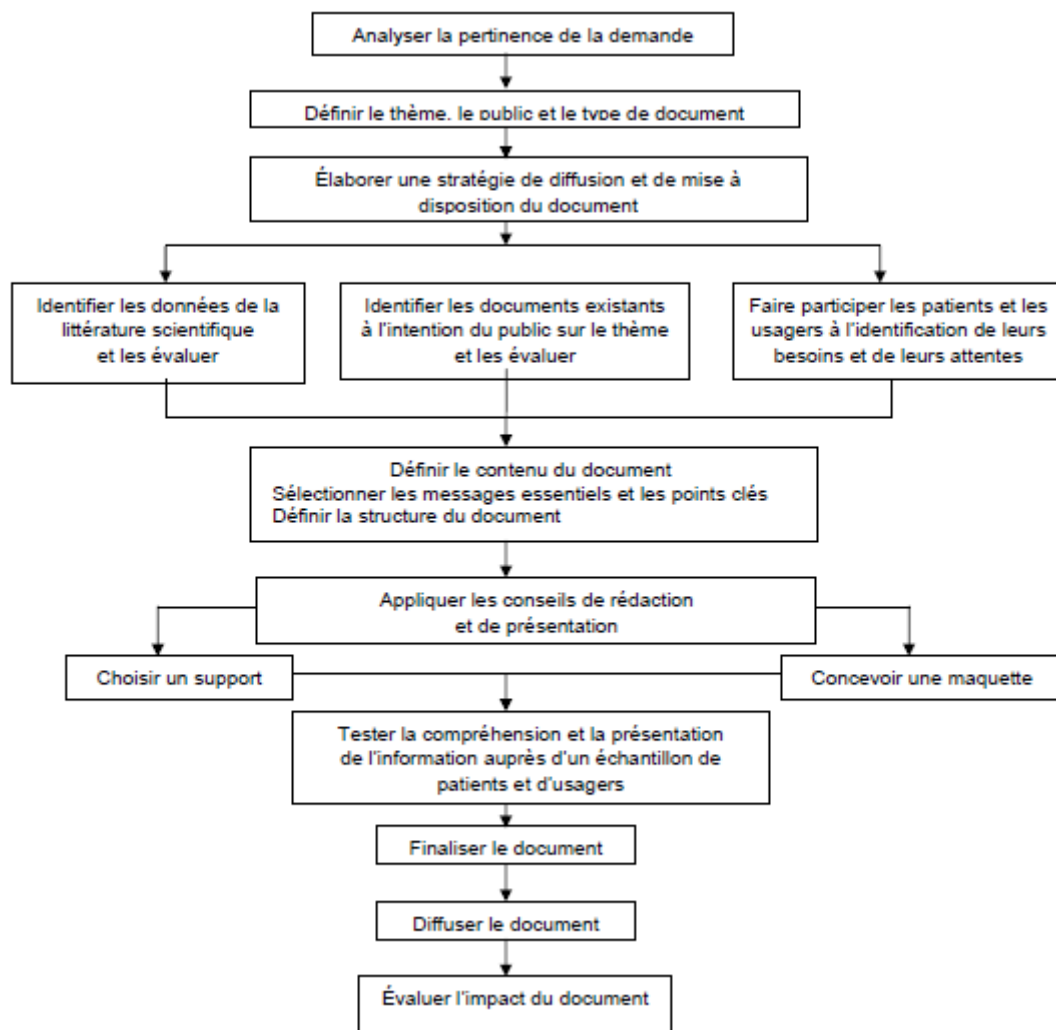 Analyser la pertinence de la demande
Définir le thème, le public et le type de document
Élaborer une stratégie de diffusion et de mise à
disposition du document
Identifier les données de la
littérature scientifique
et les évaluer
Identifier les documents existants
à l'intention du public sur le thème
et les évaluer
Faire participer les patients et les
usagers à l'identification de leurs
besoins et de leurs attentes
Définir le contenu du document
Sélectionner les messages essentiels et les points clés
Définir la structure du document
Appliquer les conseils de rédaction
et de présentation
Choisir un support
Concevoir une maquette
Tester la compréhension et la présentation
de l'information auprès d'un échantillon de
patients et d'usagers
Finaliser le document
Diffuser le document
Évaluer l'impact du document